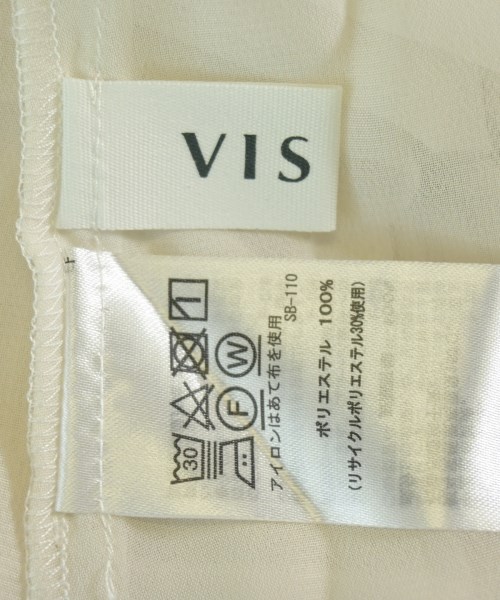 VIS
F
30
F W
アイロンはあて布を使用
SB-110
ポリエステル 100%
(リサイクルポリエステル30%使用)